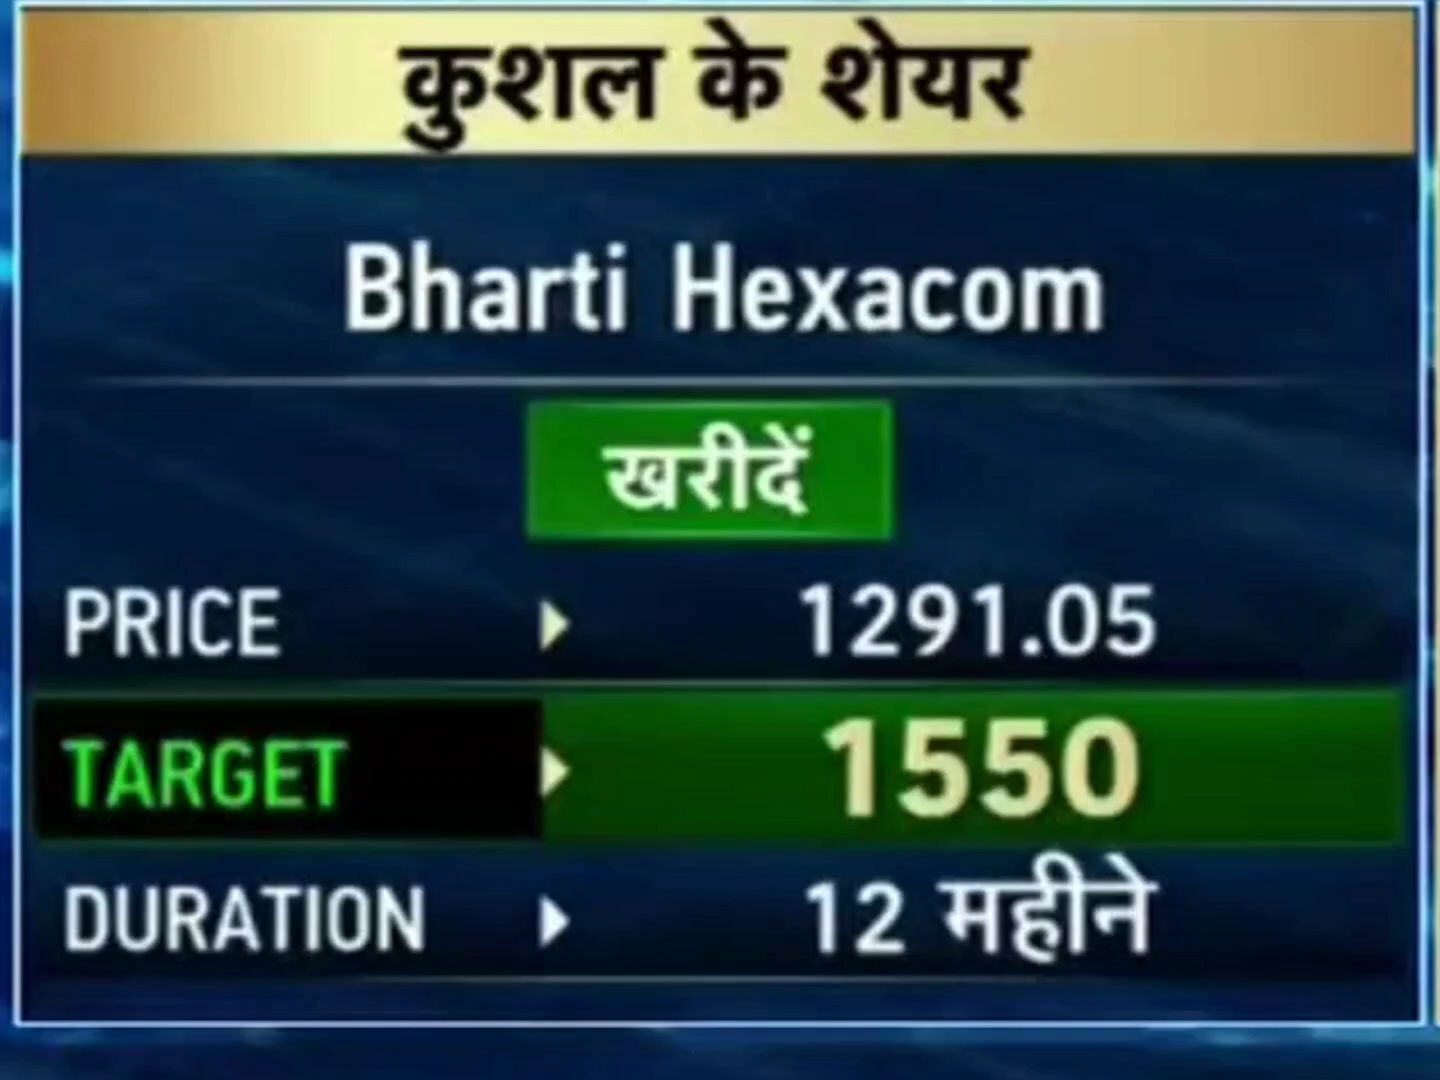 कुशल के शेयर
Bharti Hexacom
खरीदें
PRICE 1291.05
TARGET 1550
DURATION 12 महीने